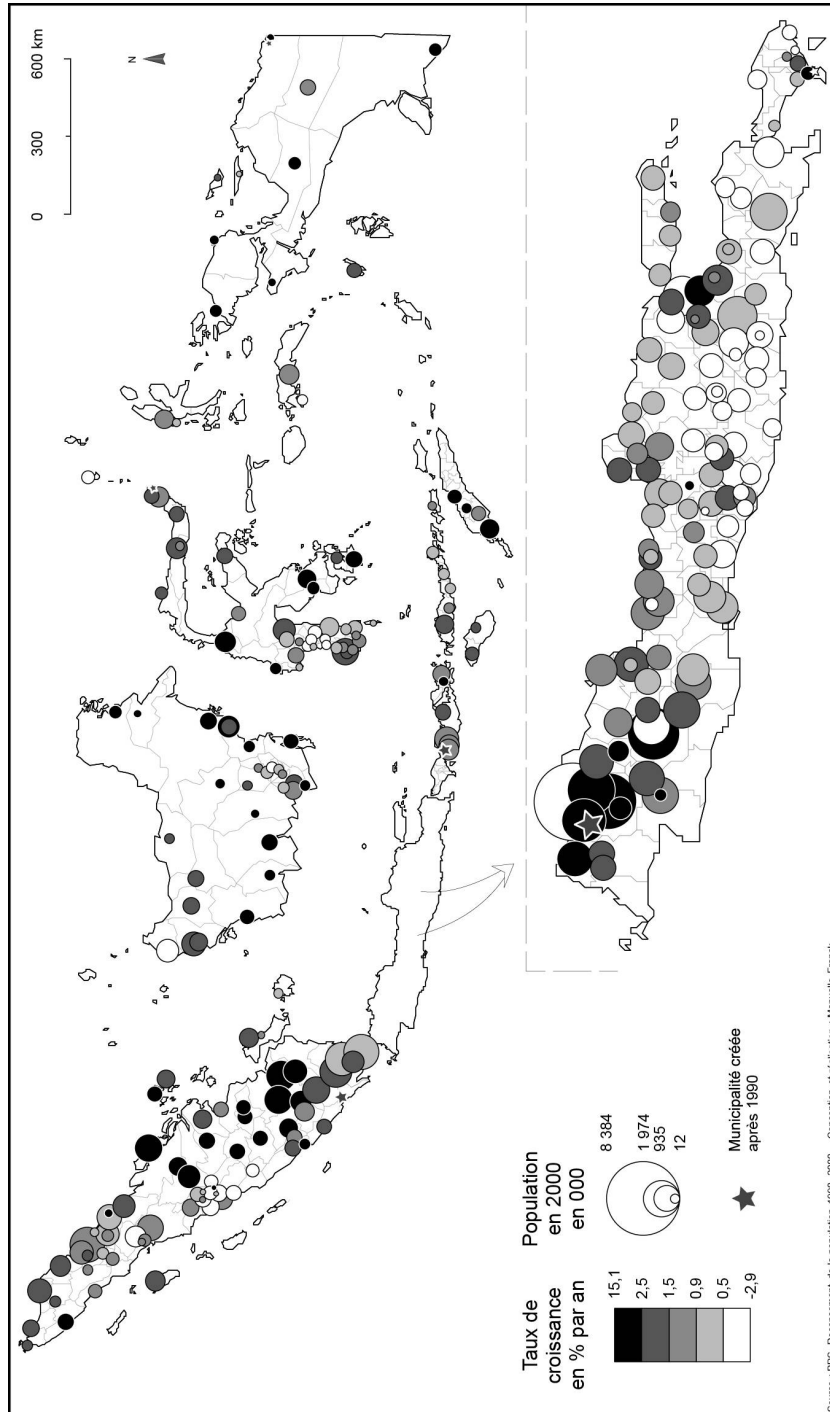 0 300 600 km
N
Taux de
croissance
en % par an
15,1
2,5
1,5
0,9
0,5
-2,9
Population
en 2000
en 000
8 384
1 974
935
12
Municipalité créée
après 1990